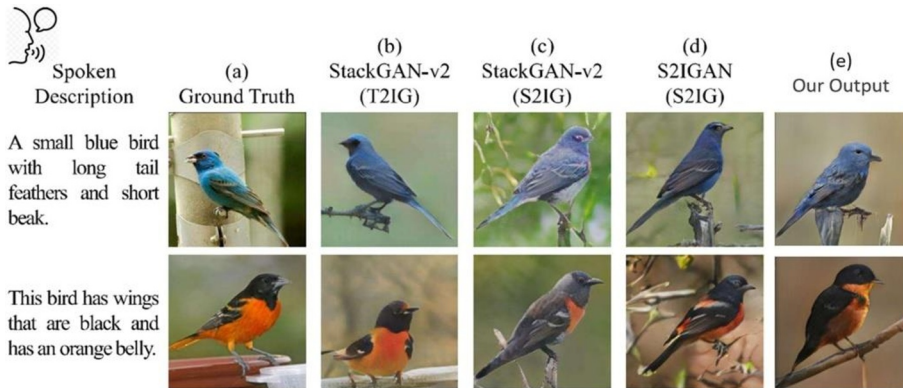 Spoken
Description
(a)
Ground Truth
(b)
StackGAN-v2
(T2IG)
(c)
StackGAN-v2
(S2IG)
(d)
S2IGAN
(S2IG)
(e)
Our Output
A small blue bird
with long tail
feathers and short
beak.
This bird has wings
that are black and
has an orange belly.